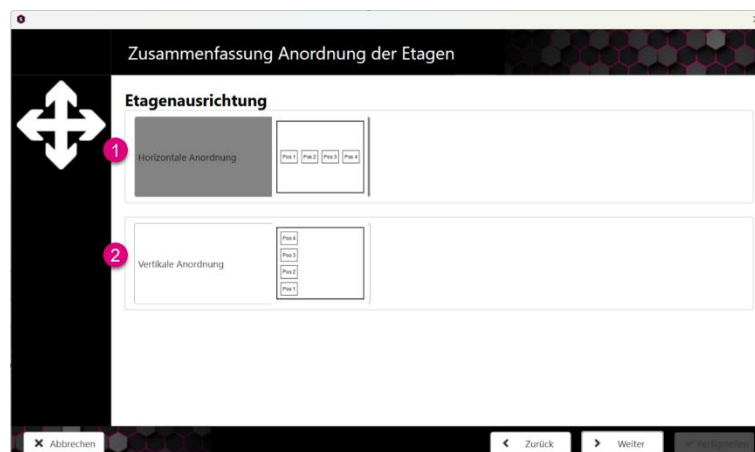 Zusammenfassung Anordnung der Etagen
Etagenausrichtung
1
Horizontale Anordnung
Pos 1 Pos 2 Pos 3 Pos 4
2
Vertikale Anordnung
Pos 4
Pos 3
Pos 2
Pos 1
Abbrechen
Zurück
Weiter
Fertigstellen